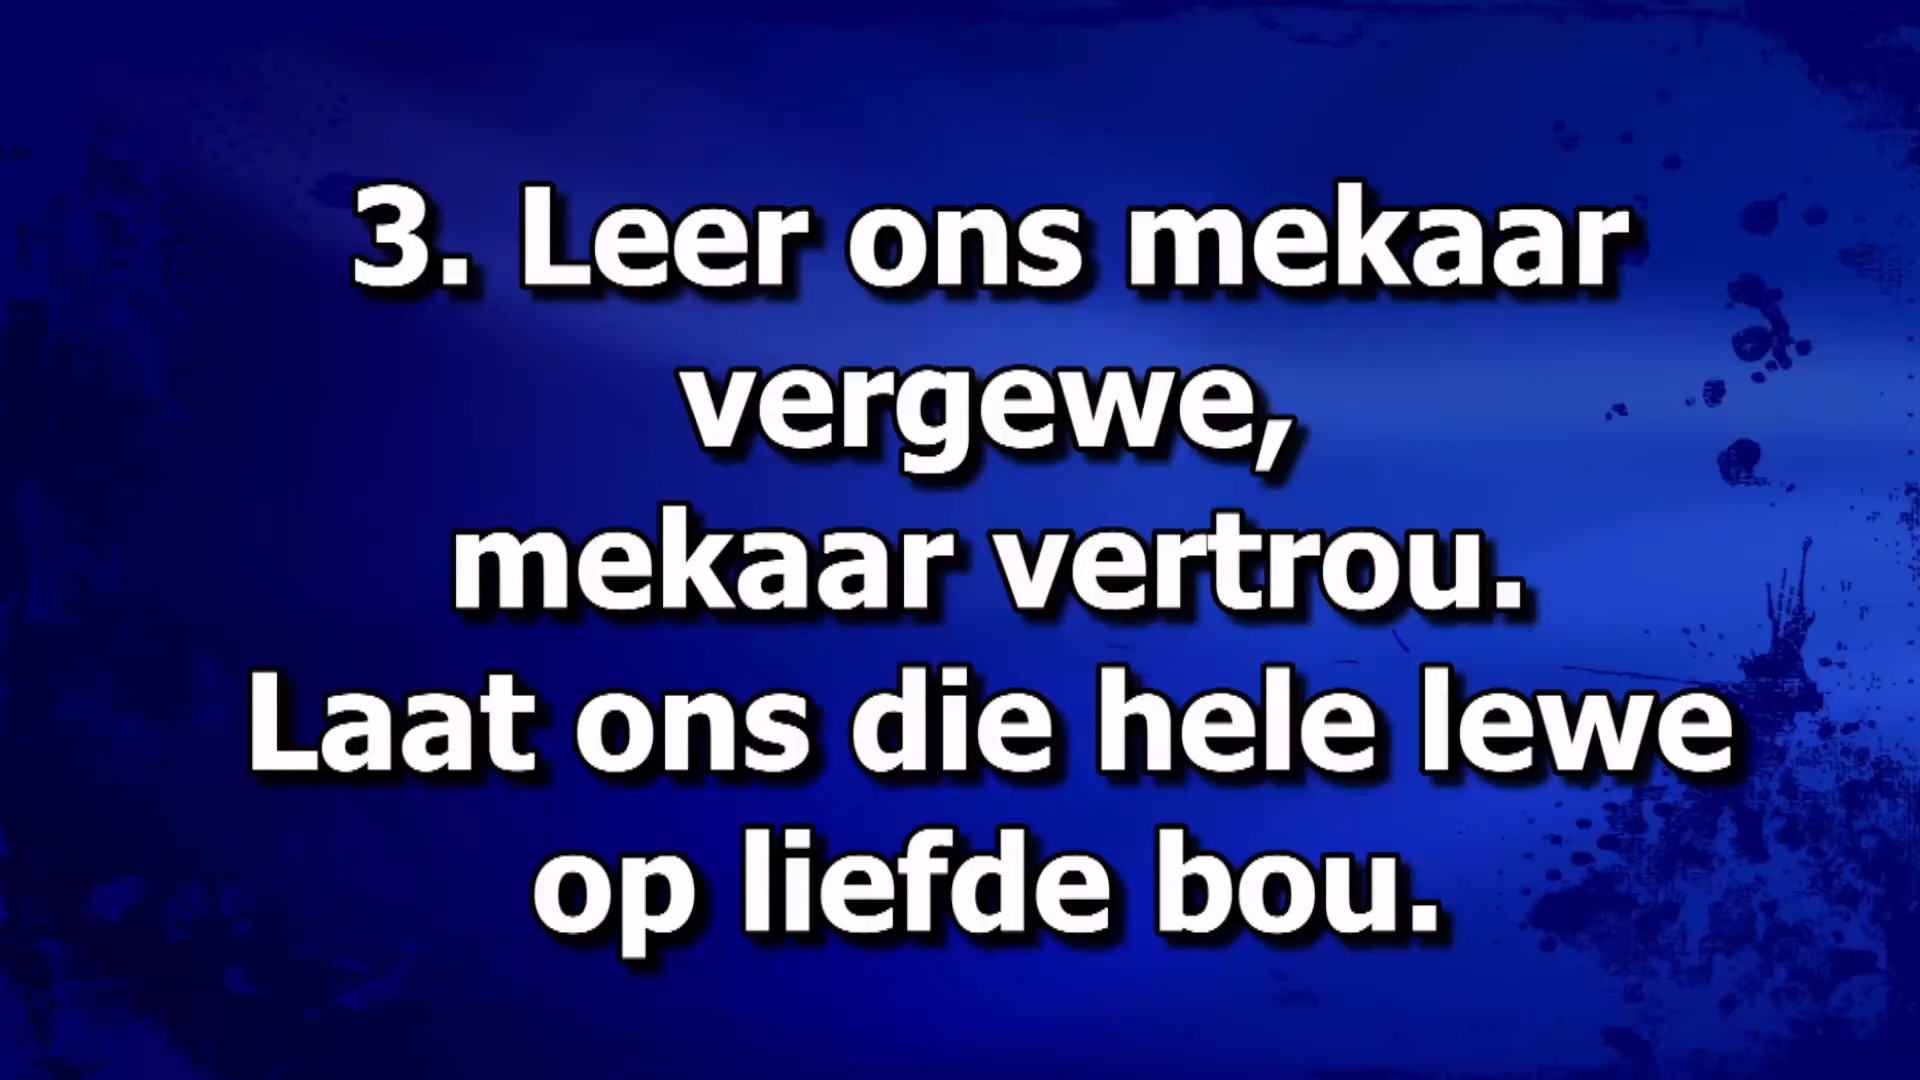 3. Leer ons mekaar
vergewe,
mekaar vertrou.
Laat ons die hele lewe
op liefde bou.